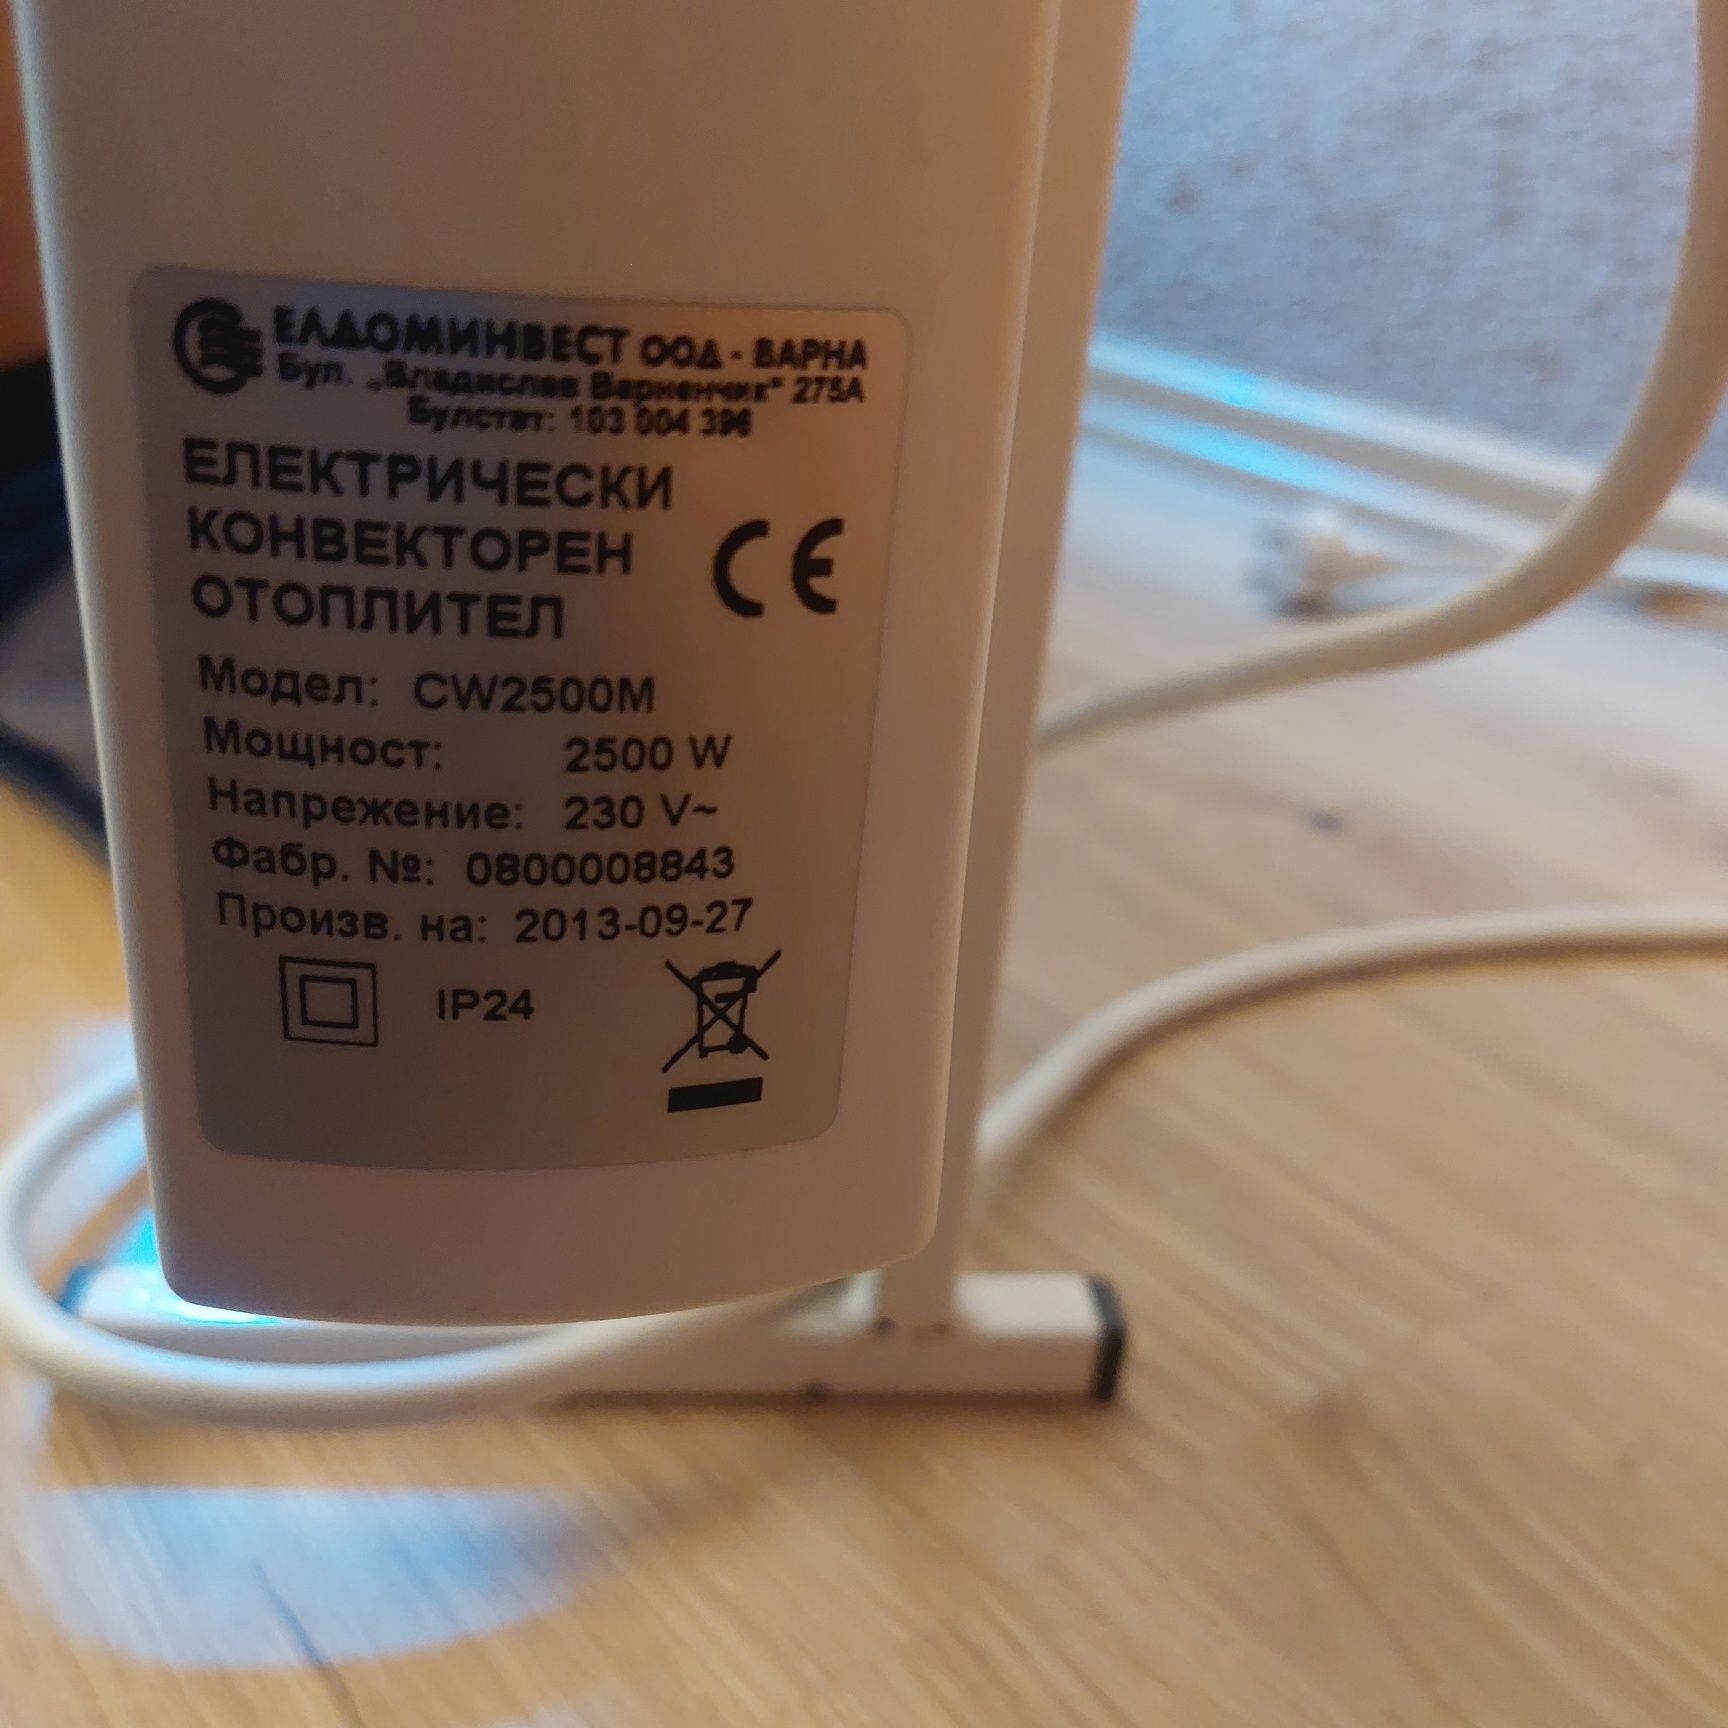 ЕЛДОМИНВЕСТ ООД - ВАРНА
Бул. „Владислав Варненчик" 275А
Булстат: 103 004 396
ЕЛЕКТРИЧЕСКИ
КОНВЕКТОРЕН
ОТОПЛИТЕЛ
CE
Модел: CW2500M
Мощност: 2500 W
Напрежение: 230 V~
Фабр. №: 0800008843
Произв. на: 2013-09-27
IP24